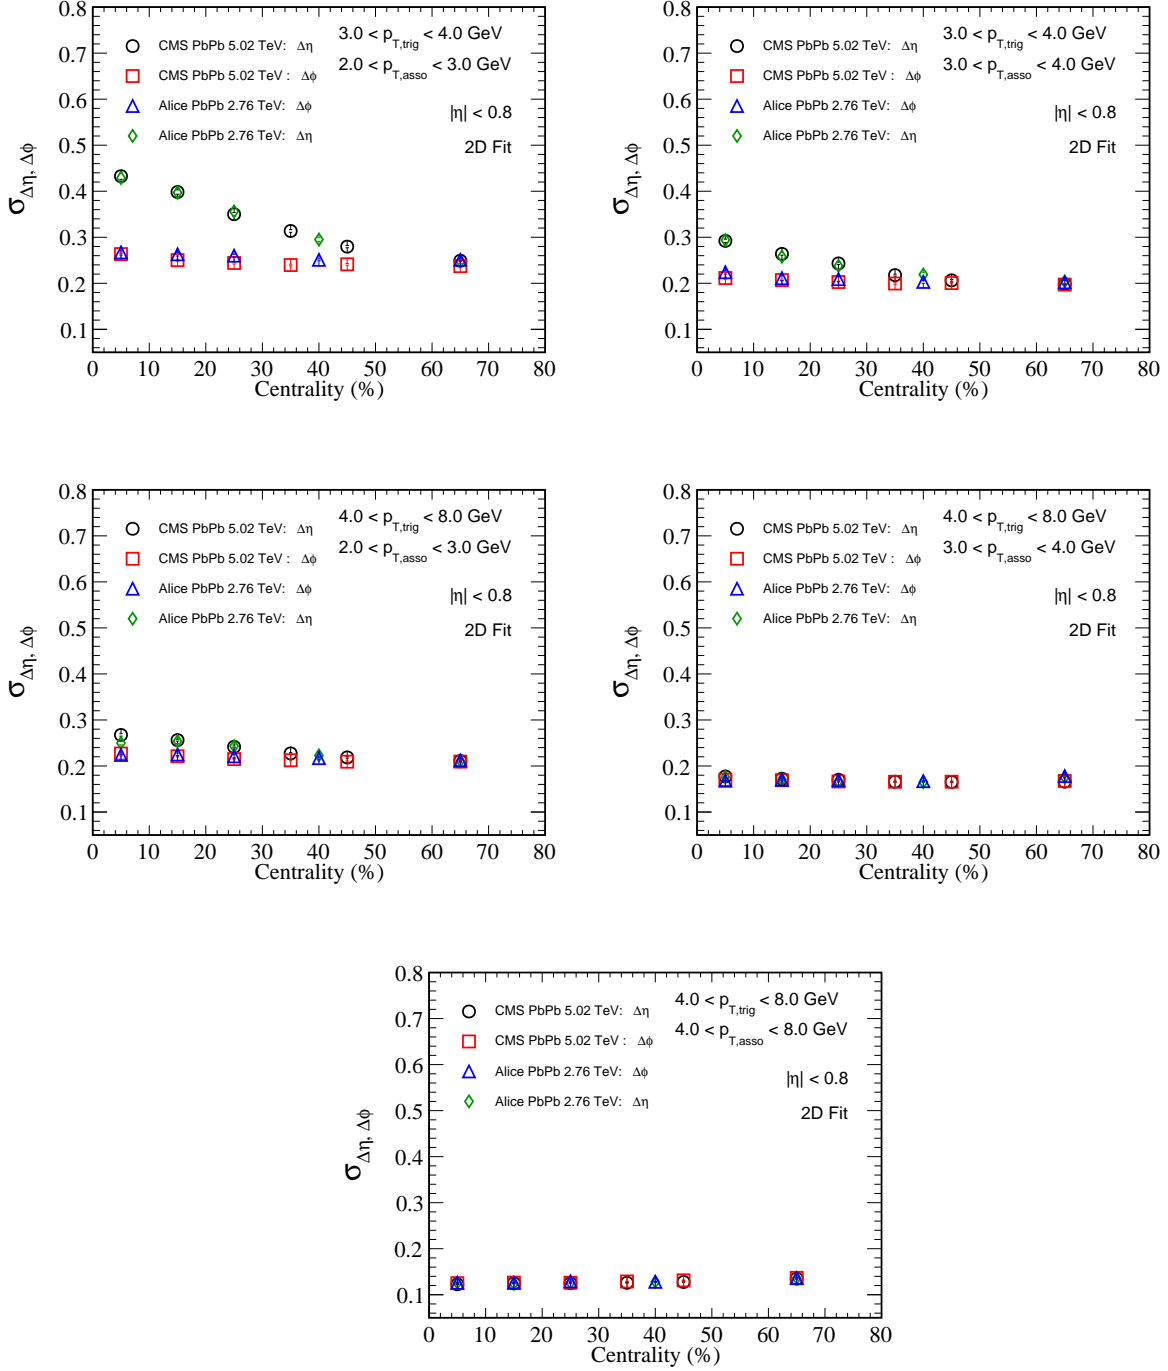 0.8
0.7
0.6
0.5
0.4
0.3
0.2
0.1
0 10 20 30 40 50 60 70 80
Centrality (%)
σΔη, Δϕ
CMS PbPb 5.02 TeV: Δη
CMS PbPb 5.02 TeV : Δϕ
Alice PbPb 2.76 TeV: Δϕ
Alice PbPb 2.76 TeV: Δη
3.0 < pT,trig < 4.0 GeV
2.0 < pT,asso < 3.0 GeV
|η| < 0.8
2D Fit
0.8
0.7
0.6
0.5
0.4
0.3
0.2
0.1
0 10 20 30 40 50 60 70 80
Centrality (%)
σΔη, Δϕ
CMS PbPb 5.02 TeV: Δη
CMS PbPb 5.02 TeV : Δϕ
Alice PbPb 2.76 TeV: Δϕ
Alice PbPb 2.76 TeV: Δη
3.0 < pT,trig < 4.0 GeV
3.0 < pT,asso < 4.0 GeV
|η| < 0.8
2D Fit
0.8
0.7
0.6
0.5
0.4
0.3
0.2
0.1
0 10 20 30 40 50 60 70 80
Centrality (%)
σΔη, Δϕ
CMS PbPb 5.02 TeV: Δη
CMS PbPb 5.02 TeV : Δϕ
Alice PbPb 2.76 TeV: Δϕ
Alice PbPb 2.76 TeV: Δη
4.0 < pT,trig < 8.0 GeV
2.0 < pT,asso < 3.0 GeV
|η| < 0.8
2D Fit
0.8
0.7
0.6
0.5
0.4
0.3
0.2
0.1
0 10 20 30 40 50 60 70 80
Centrality (%)
σΔη, Δϕ
CMS PbPb 5.02 TeV: Δη
CMS PbPb 5.02 TeV : Δϕ
Alice PbPb 2.76 TeV: Δϕ
Alice PbPb 2.76 TeV: Δη
4.0 < pT,trig < 8.0 GeV
3.0 < pT,asso < 4.0 GeV
|η| < 0.8
2D Fit
0.8
0.7
0.6
0.5
0.4
0.3
0.2
0.1
0 10 20 30 40 50 60 70 80
Centrality (%)
σΔη, Δϕ
CMS PbPb 5.02 TeV: Δη
CMS PbPb 5.02 TeV : Δϕ
Alice PbPb 2.76 TeV: Δϕ
Alice PbPb 2.76 TeV: Δη
4.0 < pT,trig < 8.0 GeV
4.0 < pT,asso < 8.0 GeV
|η| < 0.8
2D Fit